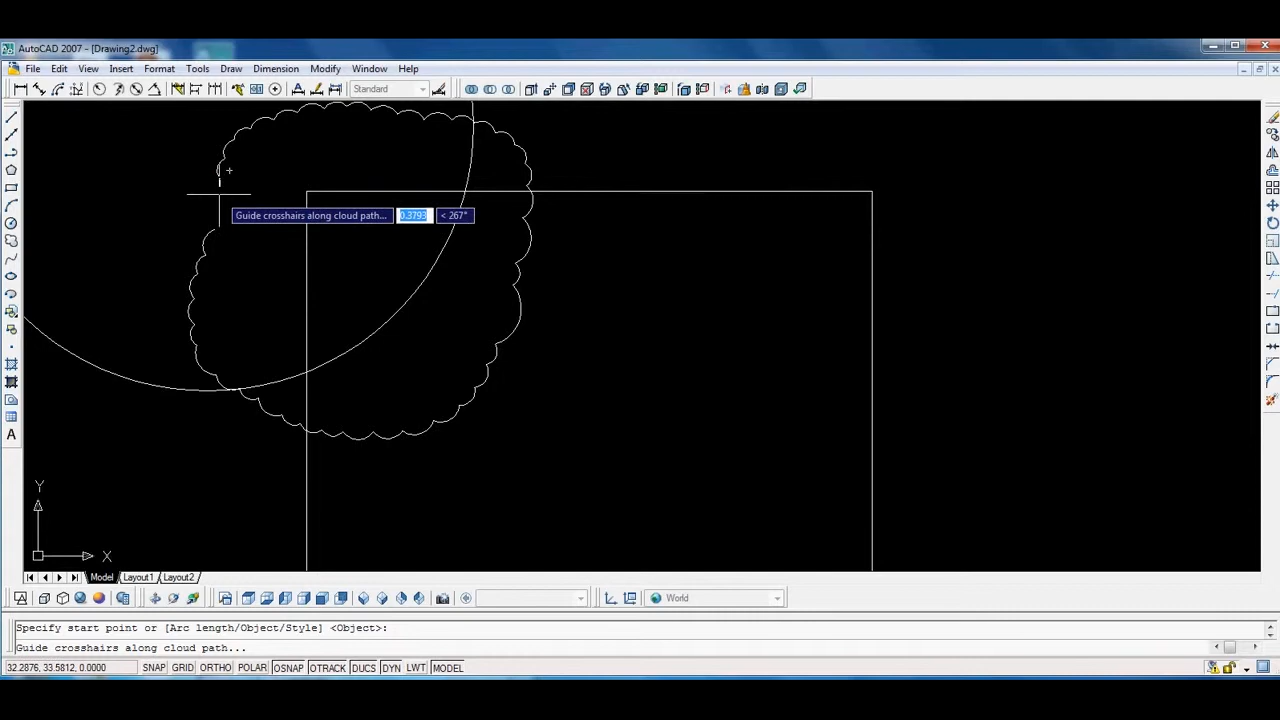 AutoCAD 2007 - [Drawing2.dwg]
File Edit View Insert Format Tools Draw Dimension Modify Window Help
Standard
Guide crosshairs along cloud path... 0.3793 < 267°
Y
X
Model Layout1 Layout2
World
Specify start point or [Arc length/Object/Style] <Object>:
Guide crosshairs along cloud path...
32.2876, 33.5812, 0.0000 SNAP GRID ORTHO POLAR OSNAP OTRACK DUCS DYN LWT MODEL